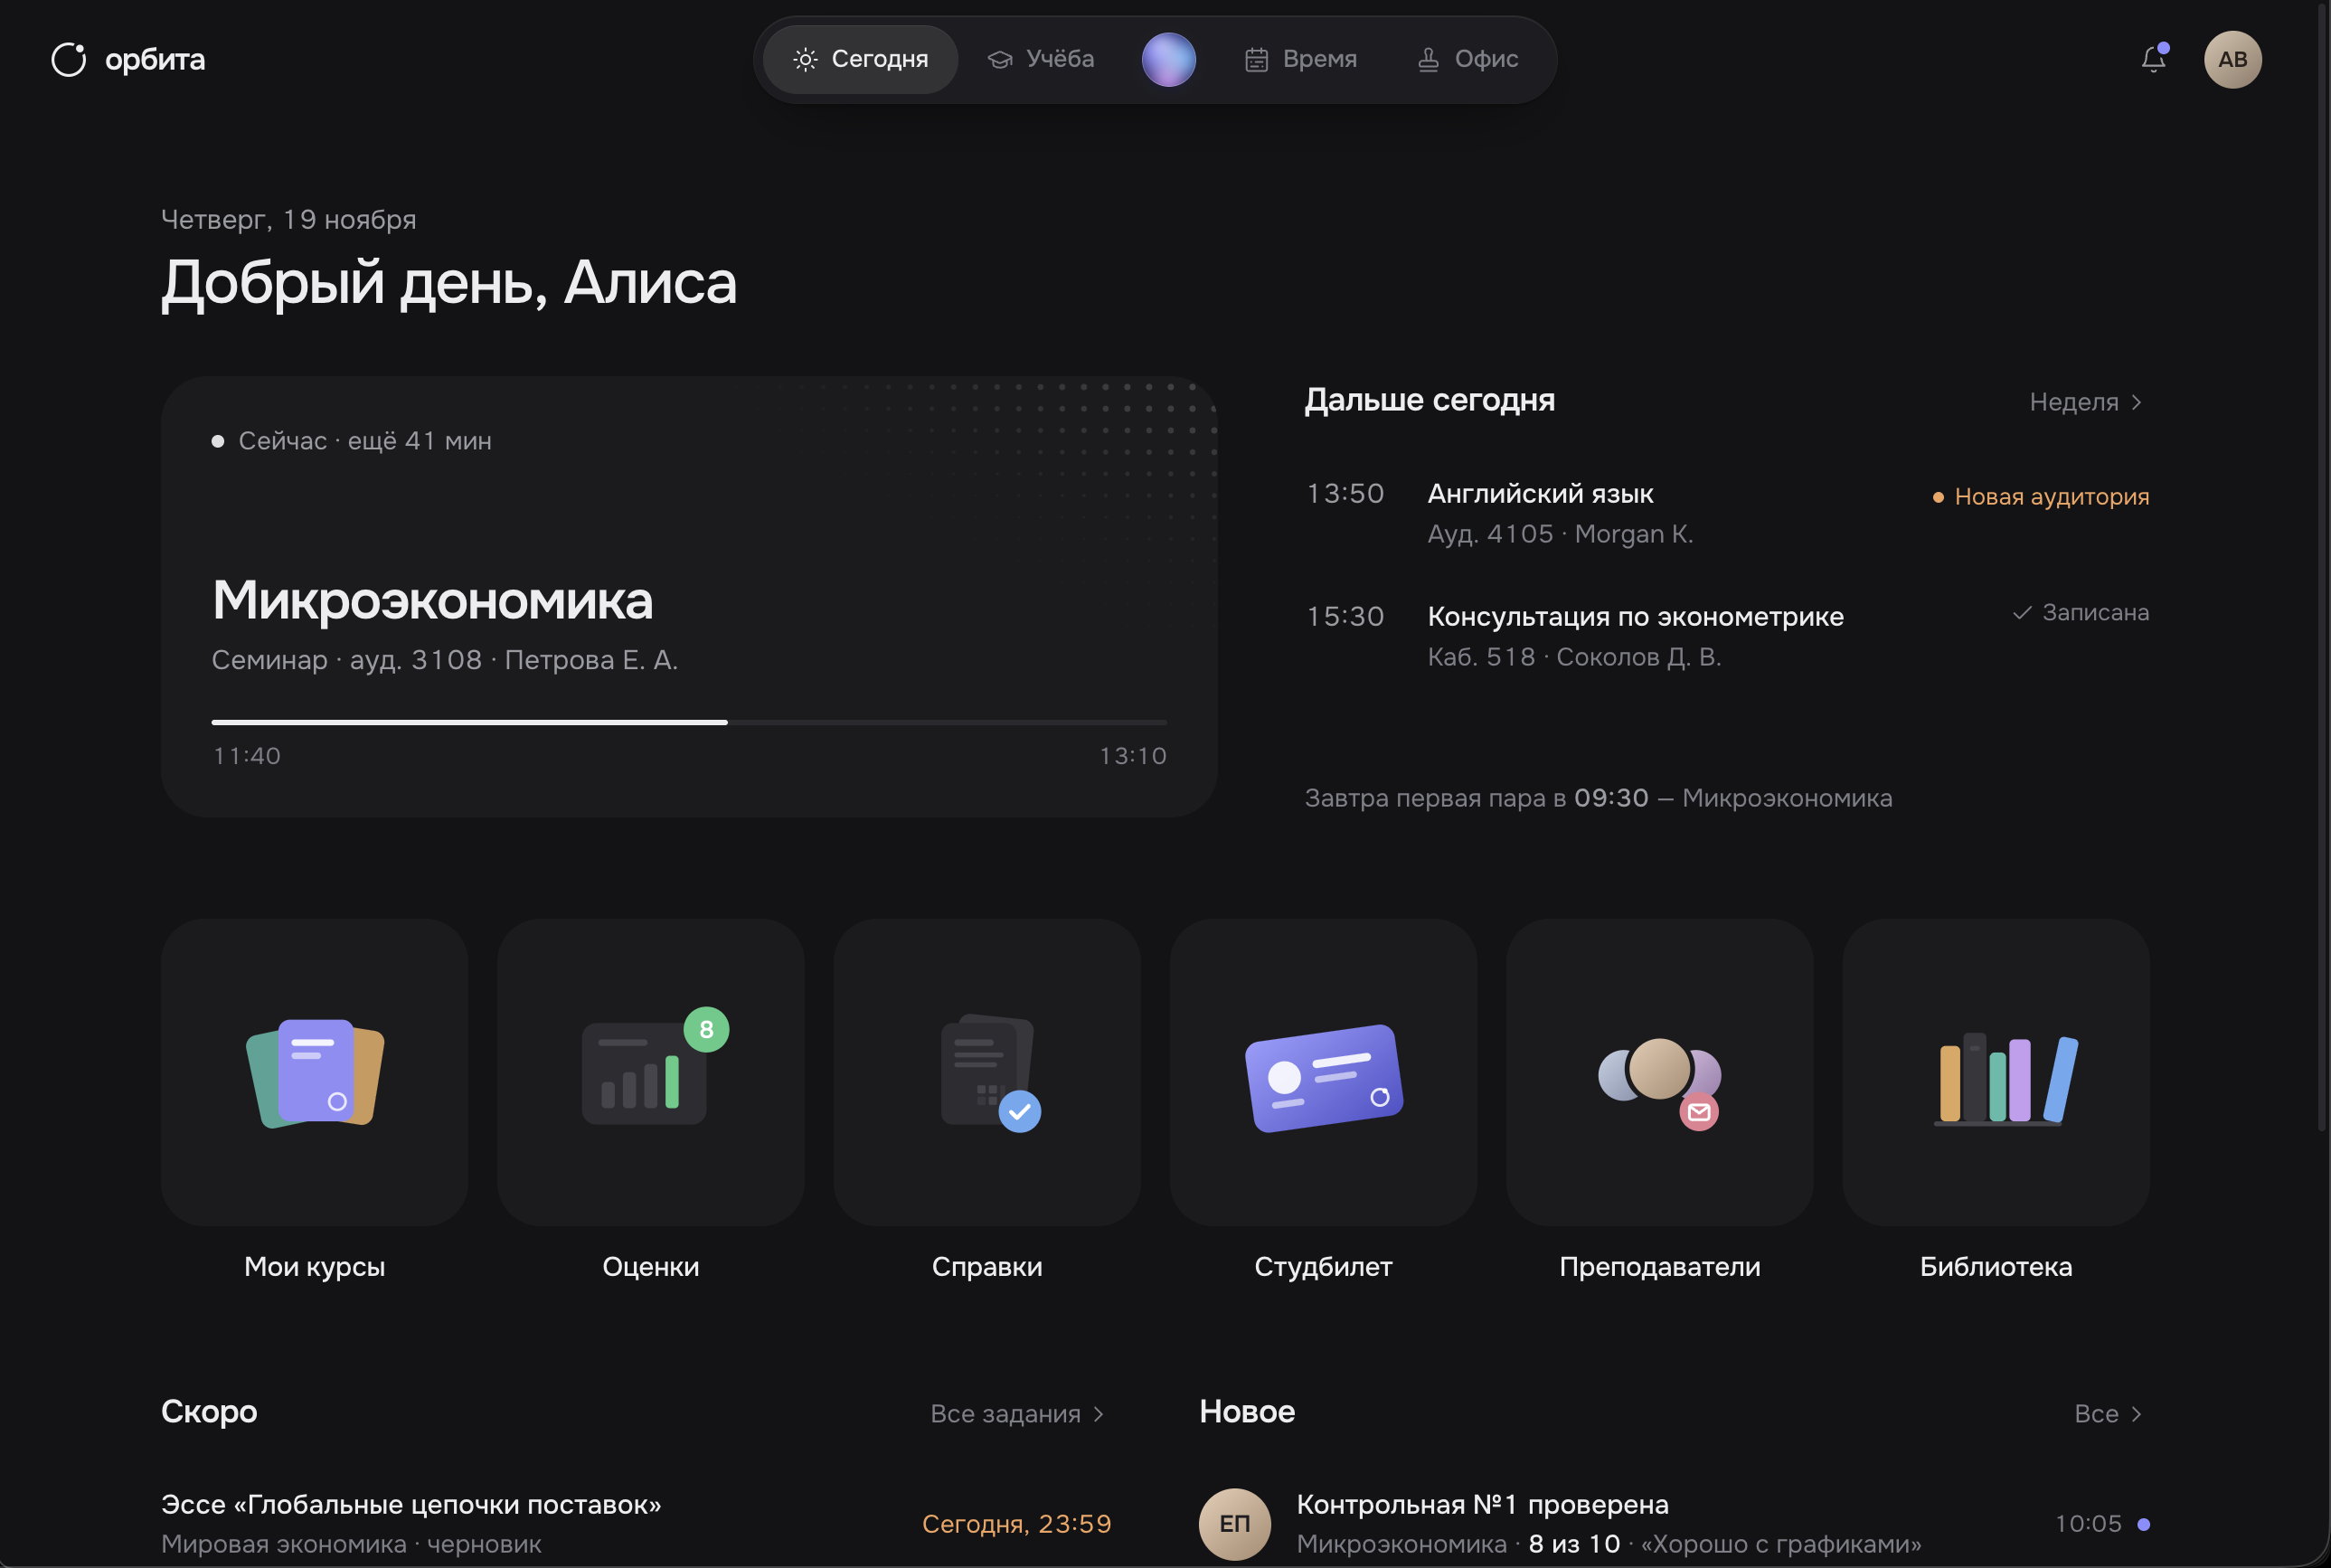 орбита
Сегодня
Учёба
Время
Офис
АВ
Четверг, 19 ноября
Добрый день, Алиса
Сейчас · ещё 41 мин
Микроэкономика
Семинар · ауд. 3108 · Петрова Е. А.
11:40
13:10
Дальше сегодня
Неделя
13:50
Английский язык
Новая аудитория
Ауд. 4105 · Morgan K.
15:30
Консультация по эконометрике
Записана
Каб. 518 · Соколов Д. В.
Завтра первая пара в 09:30 — Микроэкономика
8
Мои курсы
Оценки
Справки
Студбилет
Преподаватели
Библиотека
Скоро
Все задания
Эссе «Глобальные цепочки поставок»
Мировая экономика · черновик
Сегодня, 23:59
Новое
Все
ЕП
Контрольная №1 проверена
Микроэкономика · 8 из 10 · «Хорошо с графиками»
10:05